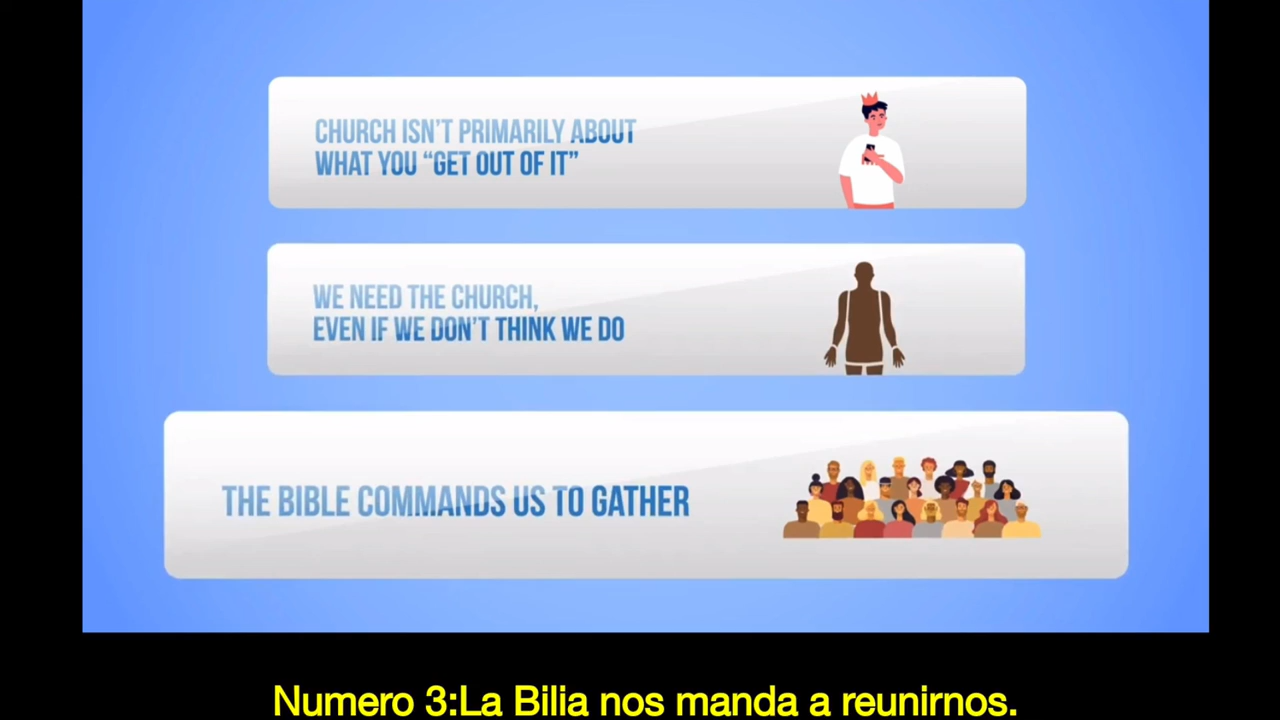 CHURCH ISN'T PRIMARILY ABOUT
WHAT YOU “GET OUT OF IT”
WE NEED THE CHURCH,
EVEN IF WE DON'T THINK WE DO
THE BIBLE COMMANDS US TO GATHER
Numero 3:La Bilia nos manda a reunirnos.